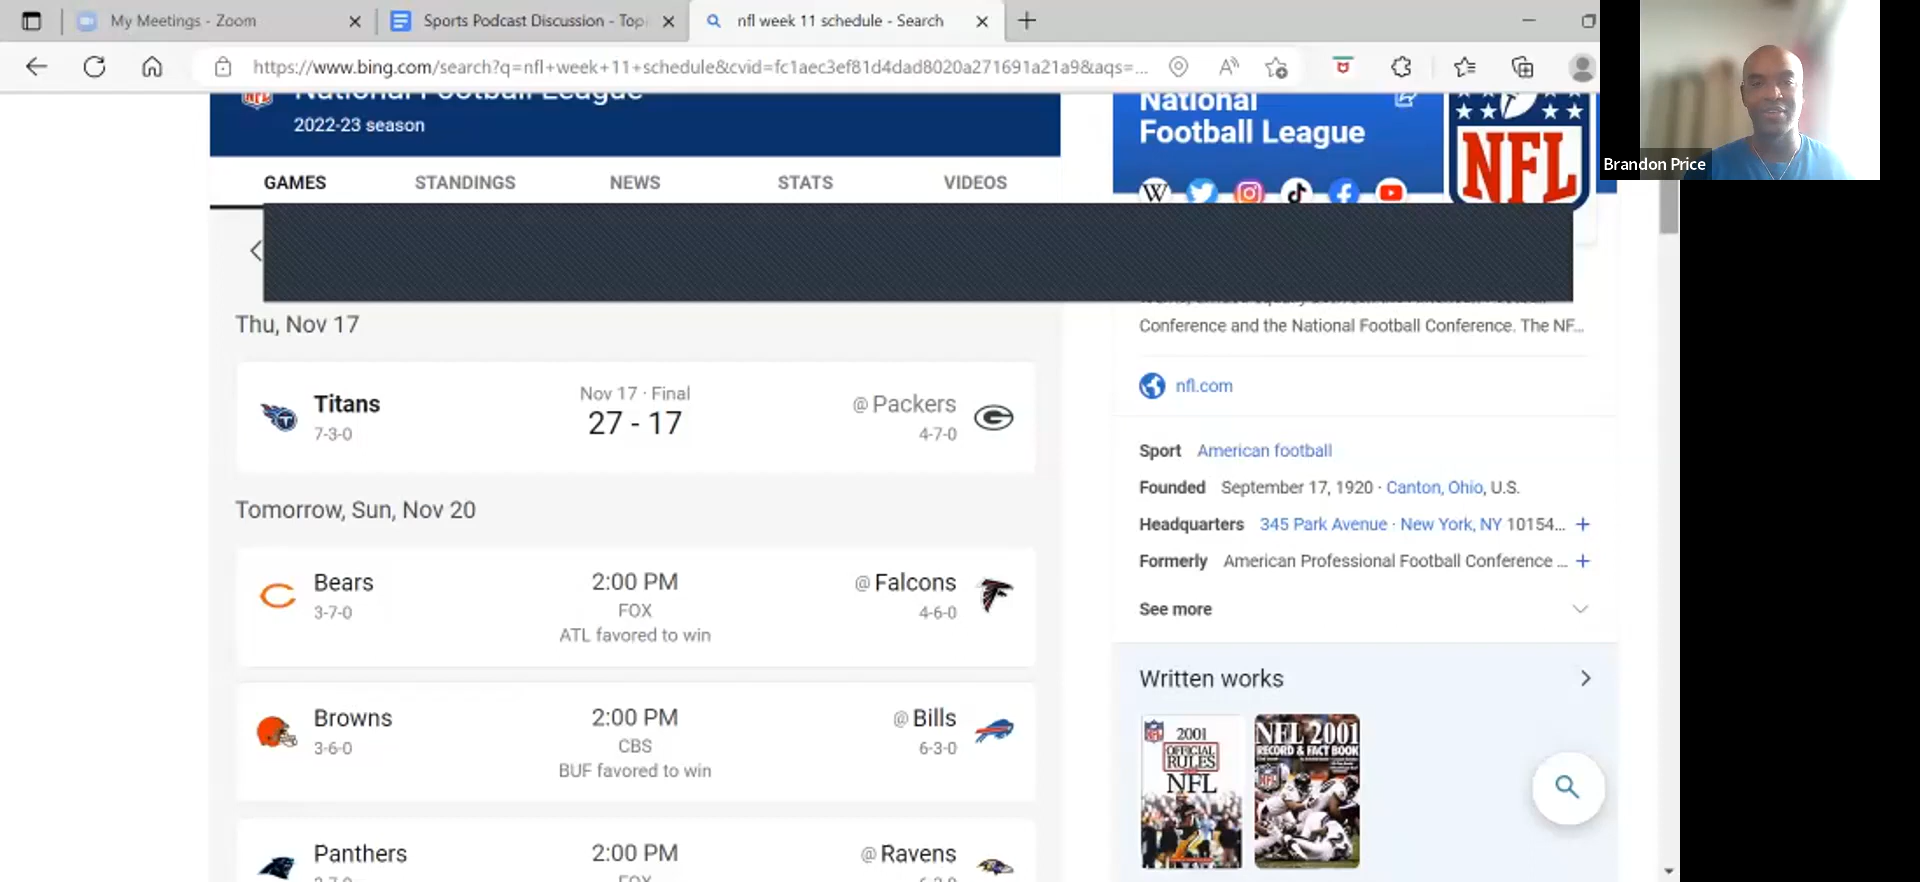 My Meetings - Zoom
Sports Podcast Discussion - Topi
nfl week 11 schedule - Search
https://www.bing.com/search?q=nfl+week+11+schedule&cvid=fc1aec3ef81d4dad8020a271691a21a9&aqs=...
National Football League
2022-23 season
GAMES
STANDINGS
NEWS
STATS
VIDEOS
Thu, Nov 17
Titans
7-3-0
Nov 17 · Final
27 - 17
@ Packers
4-7-0
Tomorrow, Sun, Nov 20
Bears
3-7-0
2:00 PM
FOX
ATL favored to win
@ Falcons
4-6-0
Browns
3-6-0
2:00 PM
CBS
BUF favored to win
@ Bills
6-3-0
Panthers
2:00 PM
FOX
@ Ravens
National
Football League
W
NFL
Conference and the National Football Conference. The NF...
nfl.com
Sport American football
Founded September 17, 1920 · Canton, Ohio, U.S.
Headquarters 345 Park Avenue · New York, NY 10154...
Formerly American Professional Football Conference ...
See more
Written works
2001
OFFICIAL
RULES
NFL
NFL 2001
RECORD & FACT BOOK
Brandon Price